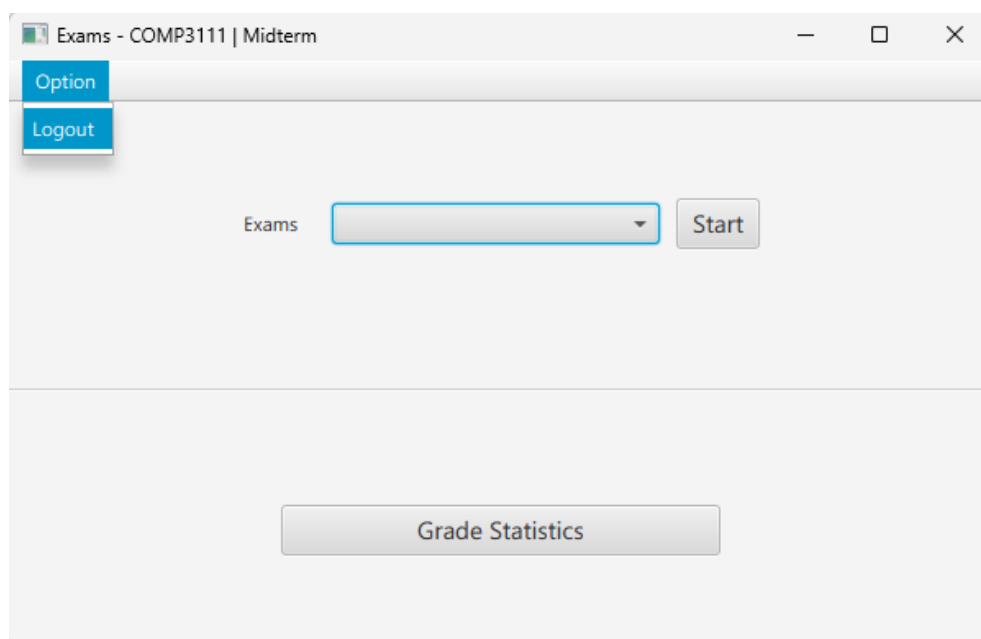 Exams - COMP3111 | Midterm
Option
Logout
Exams
Start
Grade Statistics